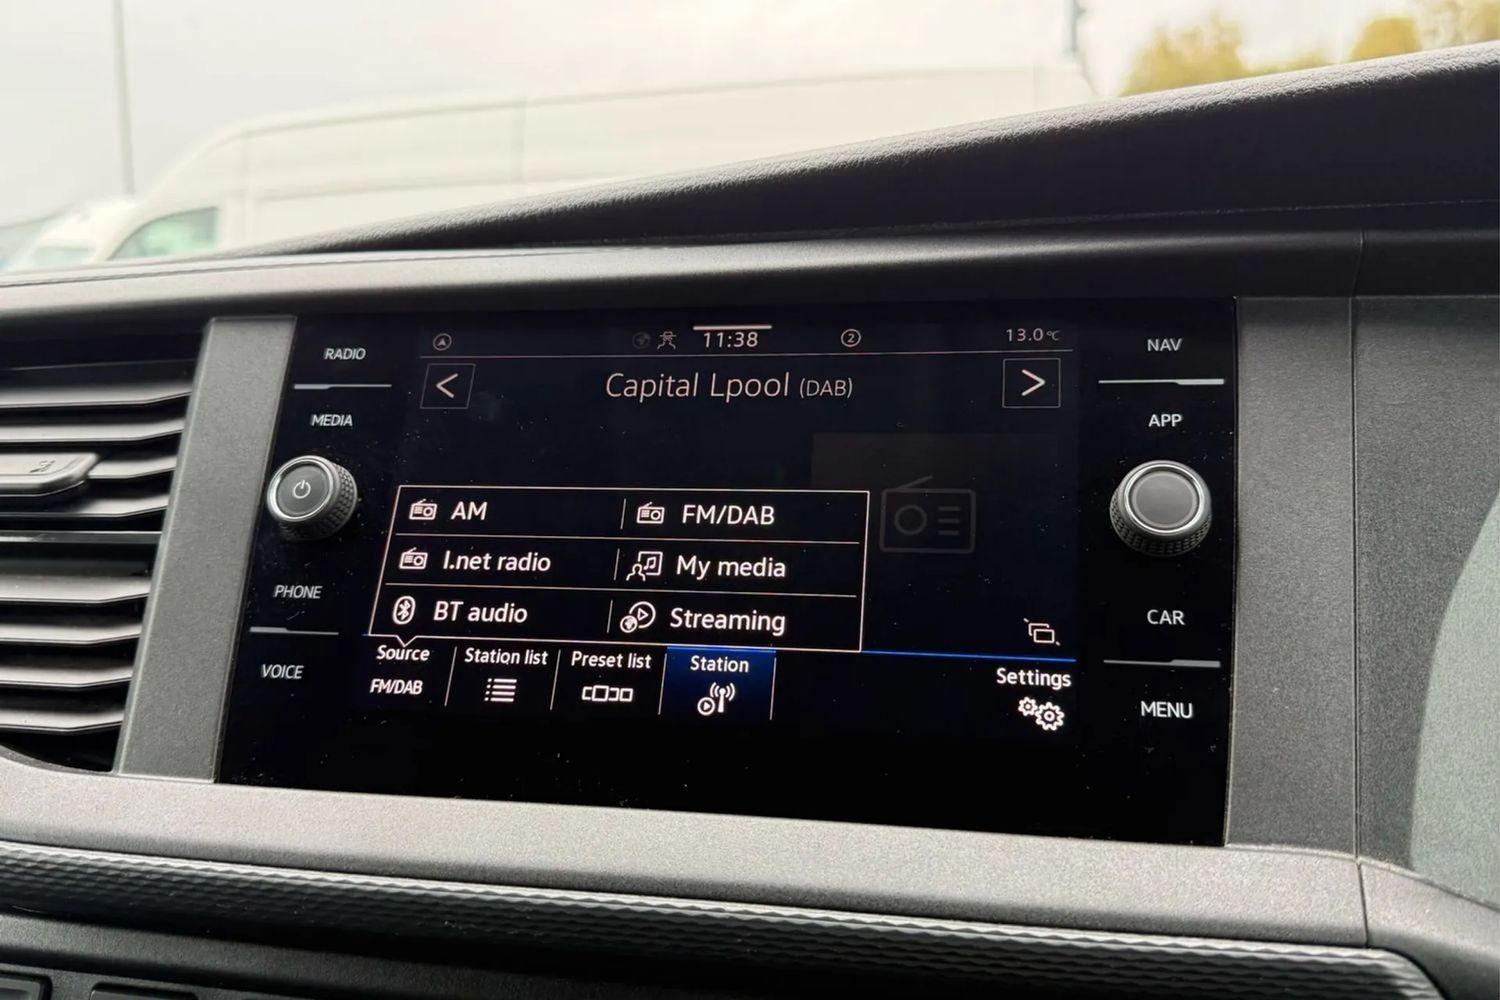 RADIO
MEDIA
PHONE
VOICE
11:38
2
13.0°C
< Capital Lpool (DAB) >
AM
FM/DAB
I.net radio
My media
BT audio
Streaming
Source
FM/DAB
Station list
Preset list
Station
Settings
NAV
APP
CAR
MENU